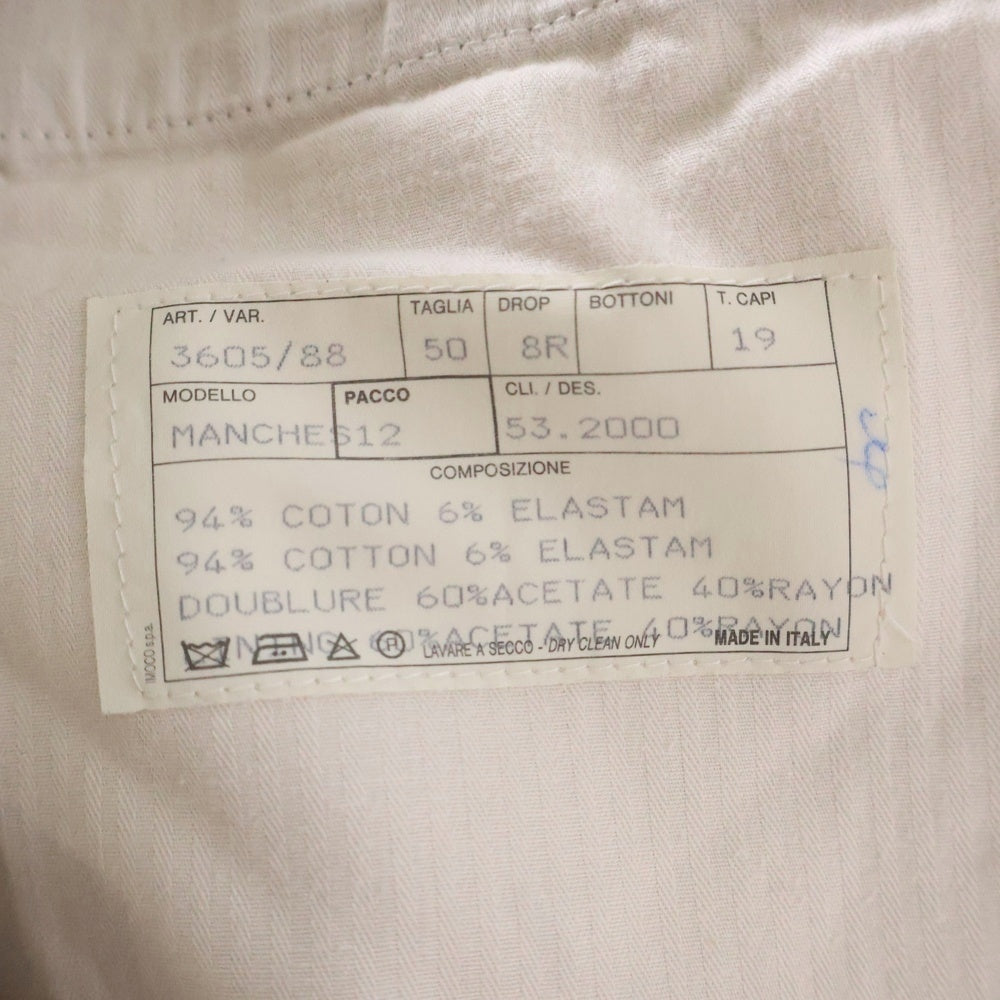 ART. / VAR. TAGLIA DROP BOTTONI T. CAPI
3605/88 50 8R 19
MODELLO PACCO CLI. / DES.
MANCHES12 53.2000
COMPOSIZIONE
94% COTON 6% ELASTAM
94% COTTON 6% ELASTAM
DOUBLURE 60%ACETATE 40%RAYON
60%ACETATE 40%RAYON
LAVARE A SECCO - DRY CLEAN ONLY MADE IN ITALY
IMOCO s.p.a.